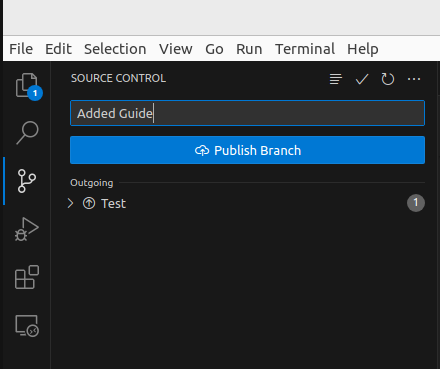 File Edit Selection View Go Run Terminal Help
SOURCE CONTROL
1
Added Guide
Publish Branch
Outgoing
Test 1